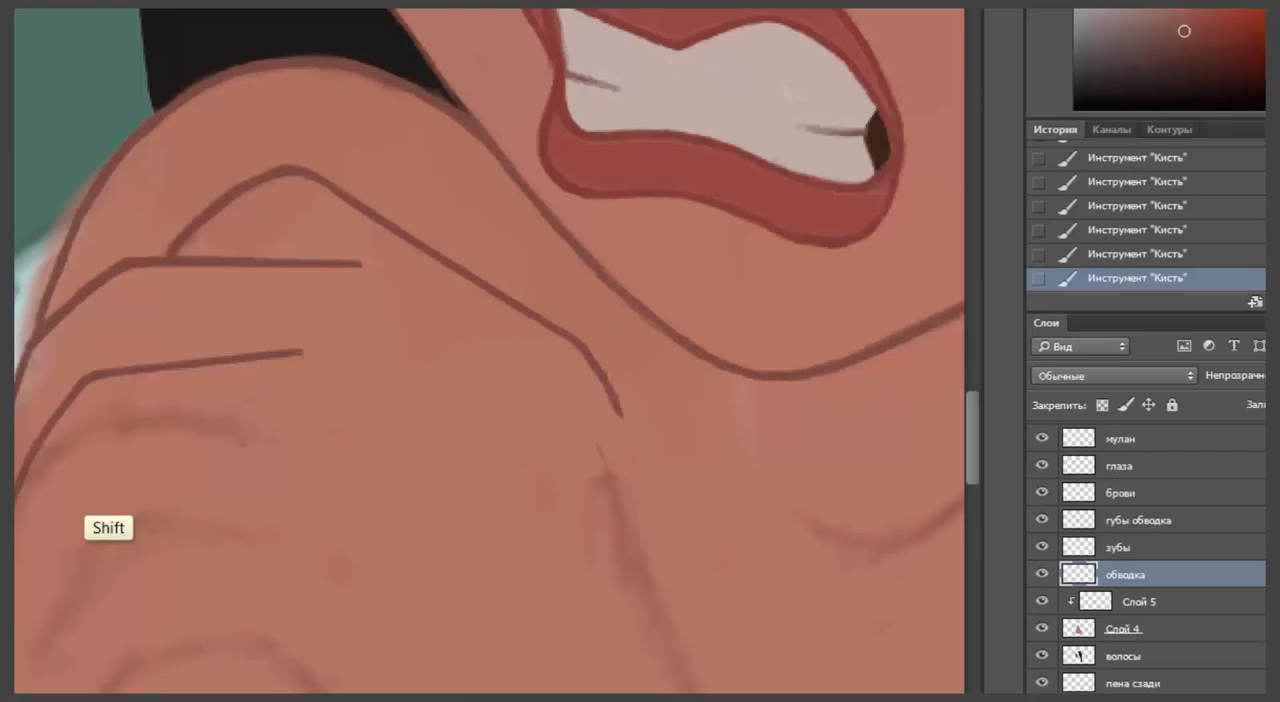 История Каналы Контуры
Инструмент "Кисть"
Инструмент "Кисть"
Инструмент "Кисть"
Инструмент "Кисть"
Инструмент "Кисть"
Инструмент "Кисть"
Слои
Вид
Обычные Непрозрачн
Закрепить: Зали
мулан
глаза
брови
губы обводка
зубы
обводка
Слой 5
Слой 4
волосы
пена сзади
Shift